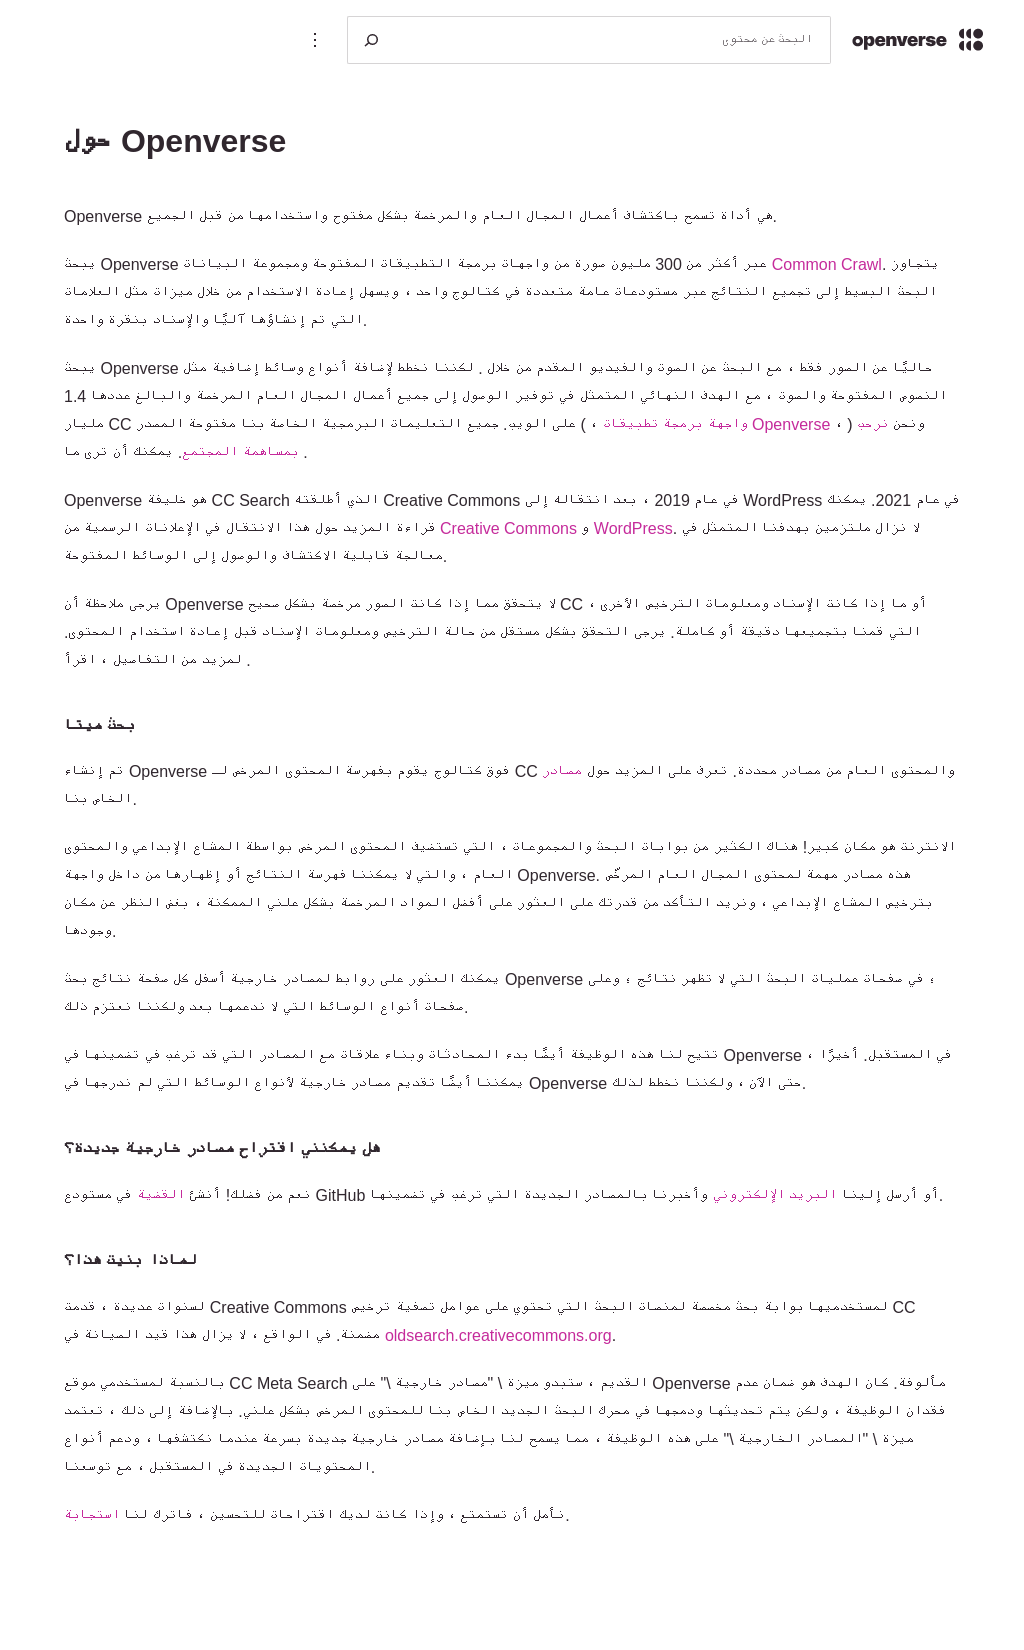 openverse
البحث عن محتوى
حول Openverse
Openverse هي أداة تسمح باكتشاف أعمال المجال العام والمرخصة بشكل مفتوح واستخدامها من قبل الجميع.
يبحث Openverse عبر أكثر من 300 مليون صورة من واجهات برمجة التطبيقات المفتوحة ومجموعة البيانات Common Crawl. يتجاوز
البحث البسيط إلى تجميع النتائج عبر مستودعات عامة متعددة في كتالوج واحد ، ويسهل إعادة الاستخدام من خلال ميزات مثل العلامات
التي تم إنشاؤها آليًا والإسناد بنقرة واحدة.
يبحث Openverse حاليًا عن الصور فقط ، مع البحث عن الصوت والفيديو المقدم من خلال . لكننا نخطط لإضافة أنواع وسائط إضافية مثل
النصوص المفتوحة والصوت ، مع الهدف النهائي المتمثل في توفير الوصول إلى جميع أعمال المجال العام المرخصة والبالغ عددها 1.4
مليار CC على الويب. جميع التعليمات البرمجية الخاصة بنا مفتوحة المصدر ( ، واجهة برمجة تطبيقات Openverse ، ) ونحن نرحب
بمساهمة المجتمع. يمكنك أن ترى ما .
Openverse هو خليفة CC Search الذي أطلقته Creative Commons في عام 2019 ، بعد انتقاله إلى WordPress في عام 2021. يمكنك
قراءة المزيد حول هذا الانتقال في الإعلانات الرسمية من Creative Commons و WordPress. لا نزال ملتزمين بهدفنا المتمثل في
معالجة قابلية الاكتشاف والوصول إلى الوسائط المفتوحة.
يرجى ملاحظة أن Openverse لا يتحقق مما إذا كانت الصور مرخصة بشكل صحيح CC ، أو ما إذا كانت الإسناد ومعلومات الترخيص الأخرى
التي قمنا بتجميعها دقيقة أو كاملة. يرجى التحقق بشكل مستقل من حالة الترخيص ومعلومات الإسناد قبل إعادة استخدام المحتوى.
لمزيد من التفاصيل ، اقرأ .
بحث ميتا
تم إنشاء Openverse فوق كتالوج يقوم بفهرسة المحتوى المرخص لـ CC والمحتوى العام من مصادر محددة. تعرف على المزيد حول مصادر
الخاص بنا.
الانترنة هو مكان كبير! هناك الكثير من بوابات البحث والمجموعات ، التي تستضيف المحتوى المرخص بواسطة المشاع الإبداعي والمحتوى
العام ، والتي لا يمكننا فهرسة النتائج أو إظهارها من داخل واجهة Openverse. هذه مصادر مهمة لمحتوى المجال العام المرخّص
بترخيص المشاع الإبداعي ، ونريد التأكد من قدرتك على العثور على أفضل المواد المرخصة بشكل علني الممكنة ، بغض النظر عن مكان
وجودها.
يمكنك العثور على روابط لمصادر خارجية أسفل كل صفحة نتائج بحث Openverse ؛ في صفحات عمليات البحث التي لا تظهر نتائج ؛ وعلى
صفحات أنواع الوسائط التي لا ندعمها بعد ولكننا نعتزم ذلك.
تتيح لنا هذه الوظيفة أيضًا بدء المحادثات وبناء علاقات مع المصادر التي قد ترغب في تضمينها في Openverse في المستقبل. أخيرًا ،
يمكننا أيضًا تقديم مصادر خارجية لأنواع الوسائط التي لم ندرجها في Openverse حتى الآن ، ولكننا نخطط لذلك.
هل يمكنني اقتراح مصادر خارجية جديدة؟
نعم من فضلك! أنشئ القضية في مستودع GitHub أو أرسل إلينا البريد الإلكتروني وأخبرنا بالمصادر الجديدة التي ترغب في تضمينها.
لماذا بنيت هذا؟
لسنوات عديدة ، قدمت Creative Commons لمستخدميها بوابة بحث مخصصة لمنصات البحث التي تحتوي على عوامل تصفية ترخيص CC
مضمنة. في الواقع ، لا يزال هذا قيد الصيانة في oldsearch.creativecommons.org.
بالنسبة لمستخدمي موقع CC Meta Search القديم ، ستبدو ميزة \ "مصادر خارجية \" على Openverse مألوفة. كان الهدف هو ضمان عدم
فقدان الوظيفة ، ولكن يتم تحديثها ودمجها في محرك البحث الجديد الخاص بنا للمحتوى المرخص بشكل علني. بالإضافة إلى ذلك ، تعتمد
ميزة \ "المصادر الخارجية \" على هذه الوظيفة ، مما يسمح لنا بإضافة مصادر خارجية جديدة بسرعة عندما نكتشفها ، ودعم أنواع
المحتويات الجديدة في المستقبل ، مع توسعنا.
نأمل أن تستمتع ، وإذا كانت لديك اقتراحات للتحسين ، فاترك لنا استجابة.